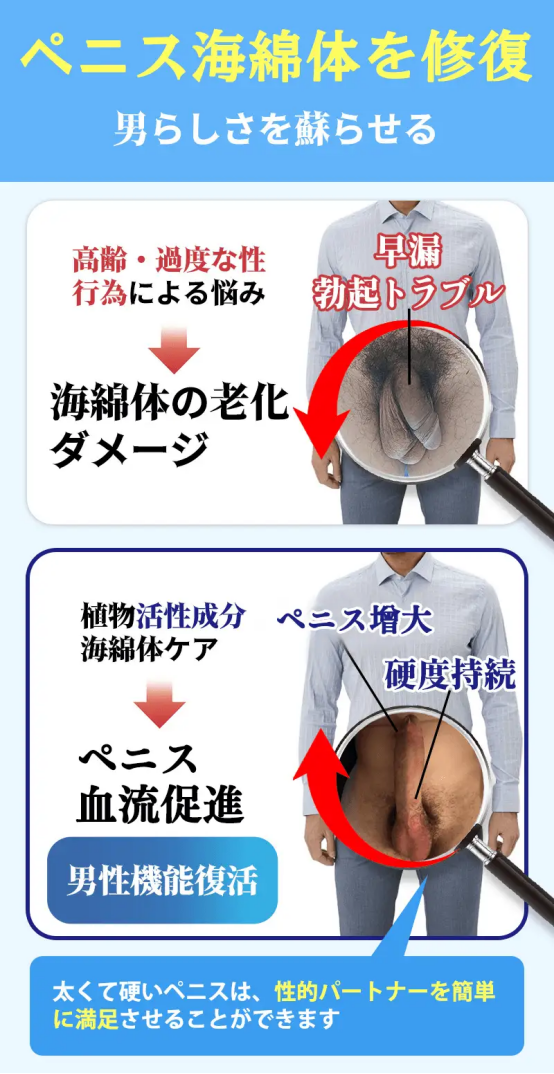 ペニス海綿体を修復
男らしさを蘇らせる
高齢・過度な性
行為による悩み
海綿体の老化
ダメージ
早漏
勃起トラブル
植物活性成分
海綿体ケア
ペニス
血流促進
男性機能復活
ペニス增大
硬度持続
太くて硬いペニスは、性的パートナーを簡単
に満足させることができます